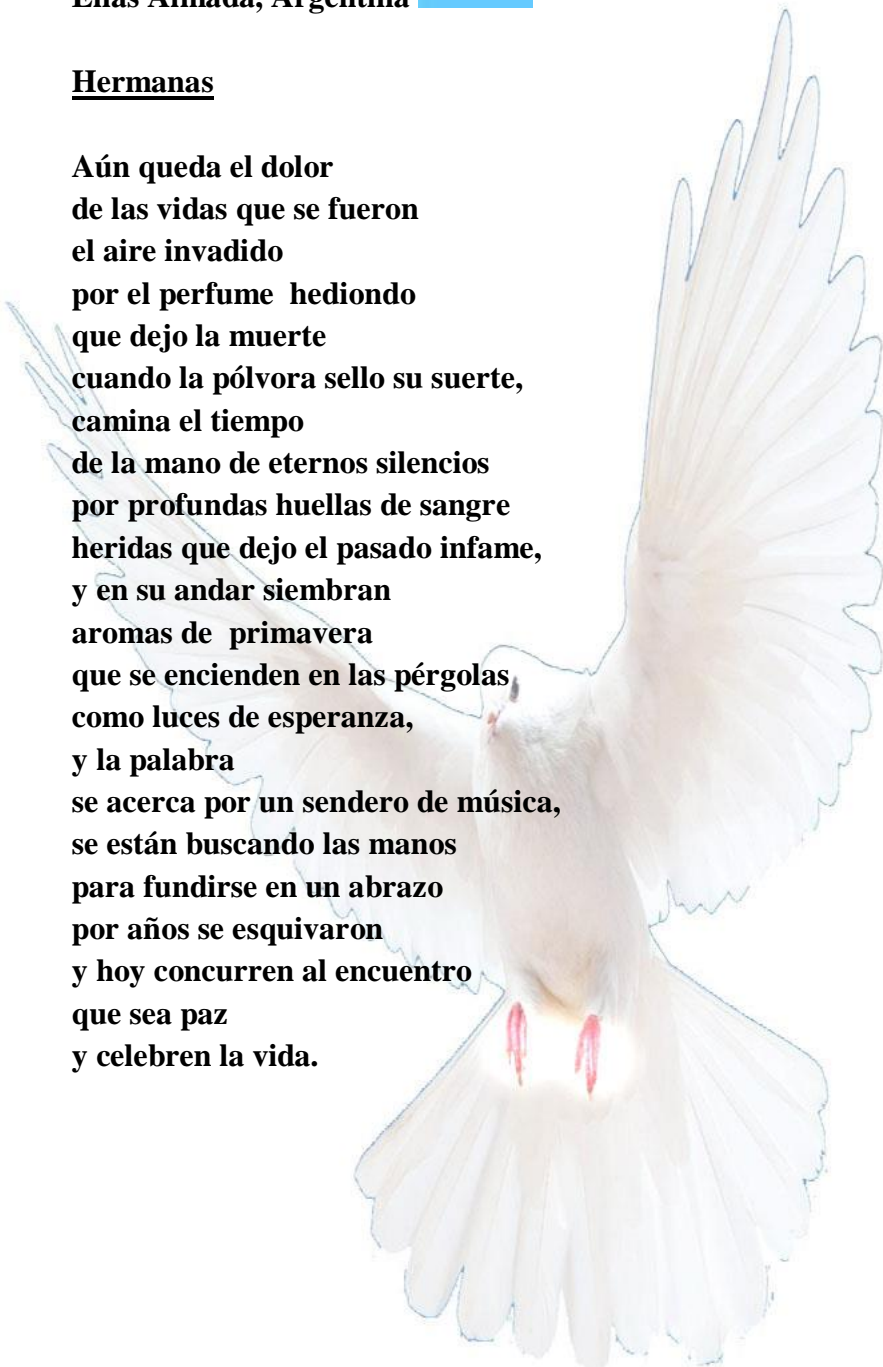 Elías Almada, Argentina
Hermanas
Aún queda el dolor
de las vidas que se fueron
el aire invadido
por el perfume  hediondo
que dejo la muerte
cuando la pólvora sello su suerte,
camina el tiempo
de la mano de eternos silencios
por profundas huellas de sangre
heridas que dejo el pasado infame,
y en su andar siembran
aromas de  primavera
que se encienden en las pérgolas
como luces de esperanza,
y la palabra
se acerca por un sendero de música,
se están buscando las manos
para fundirse en un abrazo
por años se esquivaron
y hoy concurren al encuentro
que sea paz
y celebren la vida.